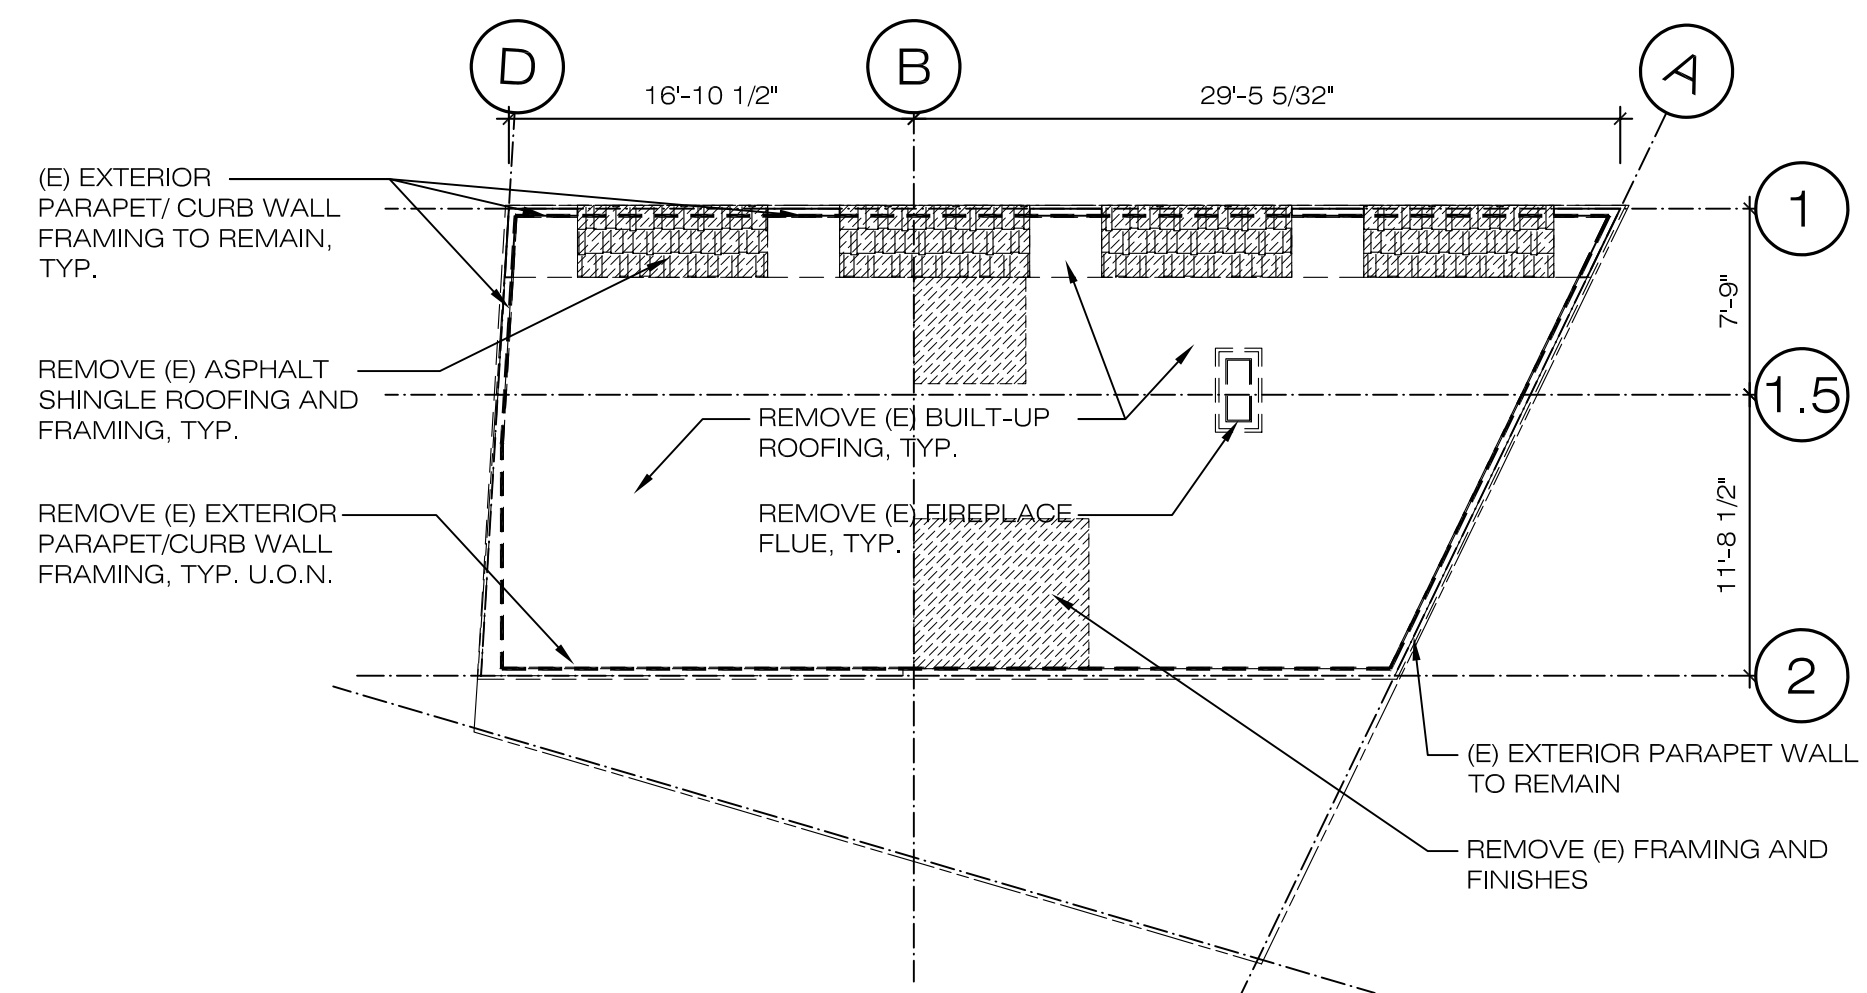 D
B
A
16'-10 1/2"
29'-5 5/32"
(E) EXTERIOR
PARAPET/ CURB WALL
FRAMING TO REMAIN,
TYP.
1
7'-9"
REMOVE (E) ASPHALT
SHINGLE ROOFING AND
FRAMING, TYP.
1.5
REMOVE (E) BUILT-UP
ROOFING, TYP.
REMOVE (E) EXTERIOR
PARAPET/CURB WALL
FRAMING, TYP. U.O.N.
REMOVE (E) FIREPLACE
FLUE, TYP.
11'-8 1/2"
2
(E) EXTERIOR PARAPET WALL
TO REMAIN
REMOVE (E) FRAMING AND
FINISHES